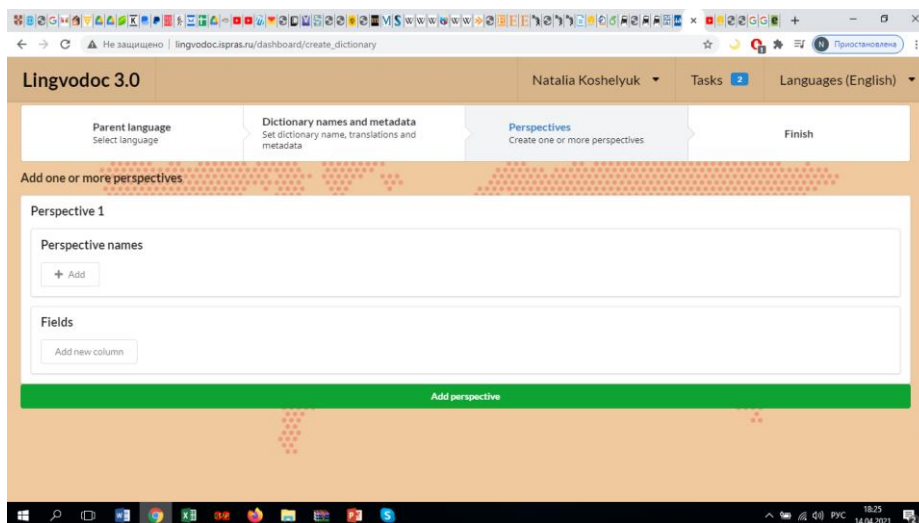 Не защищено | lingvodoc.ispras.ru/dashboard/create_dictionary
N Приостановлена
Lingvodoc 3.0 Natalia Koshelyuk Tasks 2 Languages (English)
Parent language
Select language
Dictionary names and metadata
Set dictionary name, translations and
metadata
Perspectives
Create one or more perspectives
Finish
Add one or more perspectives
Perspective 1
Perspective names
+ Add
Fields
Add new column
Add perspective
РУС
18:25
14.04.2021